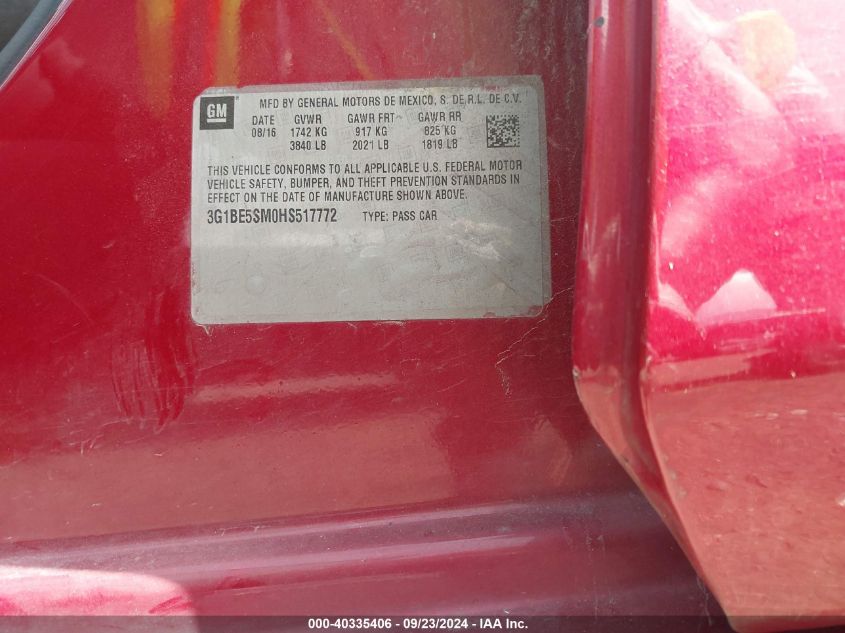 GM
MFD BY GENERAL MOTORS DE MEXICO, S. DE R.L. DE C.V.
DATE GVWR GAWR FRT GAWR RR
08/16 1742 KG 917 KG 825 KG
3840 LB 2021 LB 1819 LB
THIS VEHICLE CONFORMS TO ALL APPLICABLE U.S. FEDERAL MOTOR
VEHICLE SAFETY, BUMPER, AND THEFT PREVENTION STANDARDS IN
EFFECT ON THE DATE OF MANUFACTURE SHOWN ABOVE.
3G1BE5SM0HS517772 TYPE: PASS CAR
000-40335406 - 09/23/2024 - IAA Inc.